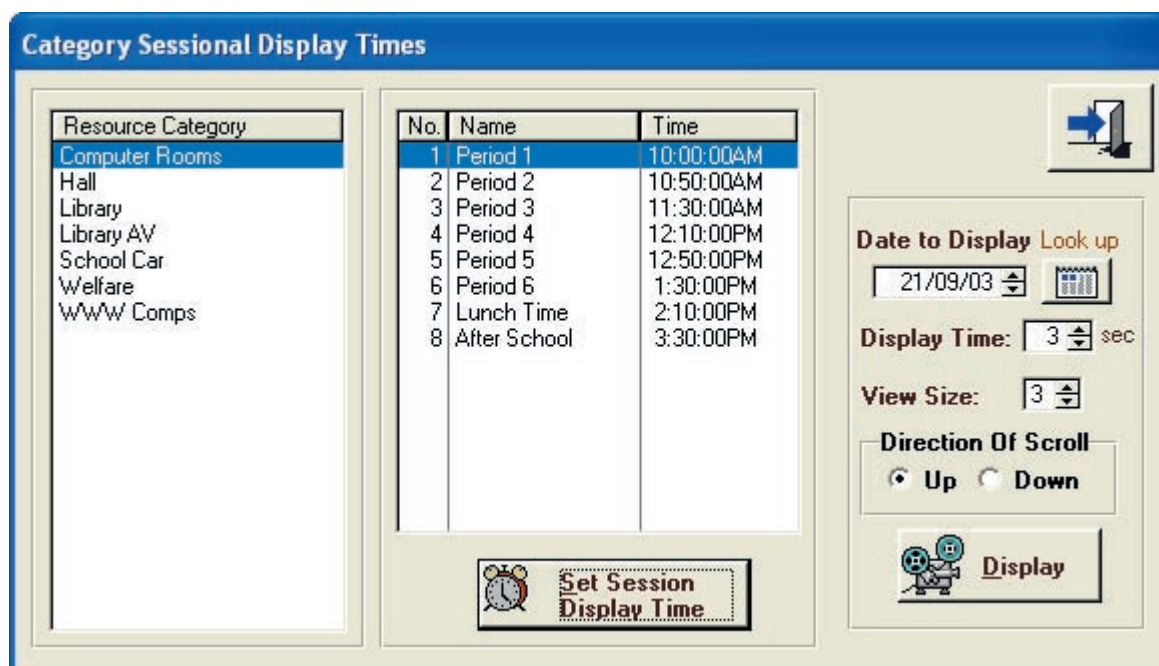 Category Sessional Display Times
Resource Category
Computer Rooms
Hall
Library
Library AV
School Car
Welfare
WWW Comps
No. Name Time
1 Period 1 10:00:00AM
2 Period 2 10:50:00AM
3 Period 3 11:30:00AM
4 Period 4 12:10:00PM
5 Period 5 12:50:00PM
6 Period 6 1:30:00PM
7 Lunch Time 2:10:00PM
8 After School 3:30:00PM
Set Session
Display Time
Date to Display Look up
21/09/03
Display Time: 3 sec
View Size: 3
Direction Of Scroll
Up Down
Display